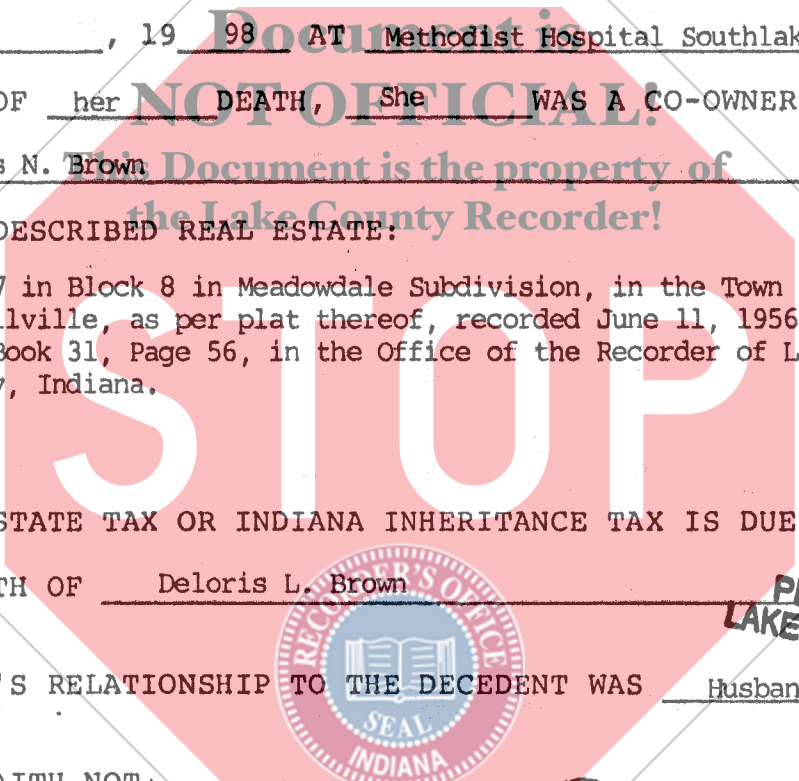 , 19 98 AT Methodist Hospital Southlak
Document is
OF her DEATH, She WAS A CO-OWNER
NOT OFFICIAL!
s N. Brown
This Document is the property of
the Lake County Recorder!
DESCRIBED REAL ESTATE:
7 in Block 8 in Meadowdale Subdivision, in the Town
lville, as per plat thereof, recorded June 11, 1956
Book 31, Page 56, in the Office of the Recorder of L
, Indiana.
STOP
STATE TAX OR INDIANA INHERITANCE TAX IS DUE
TH OF Deloris L. Brown
LAKE
RECORDER'S OFFICE
'S RELATIONSHIP TO THE DECEDENT WAS Husban
SEAL
INDIANA
NOT